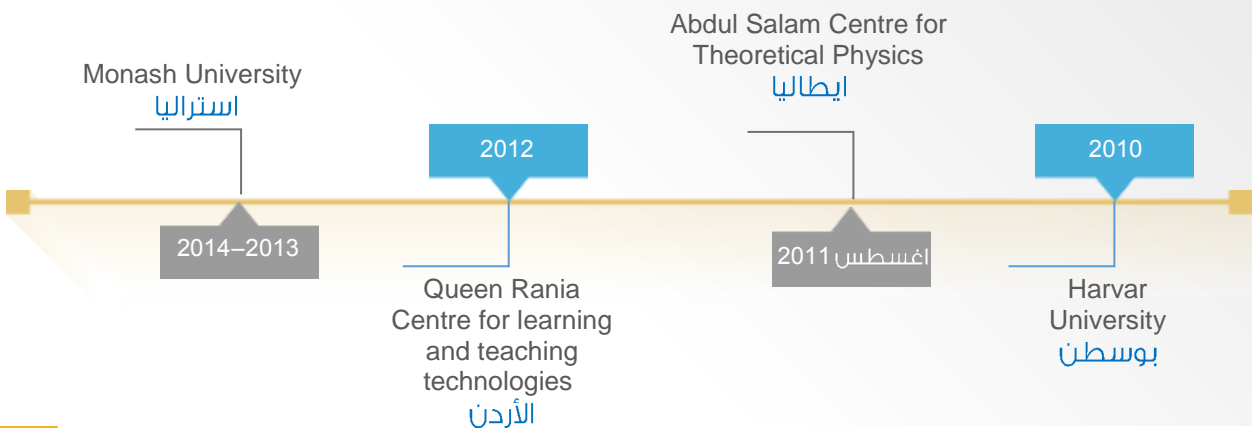 Monash University
استراليا
2014–2013
2012
Queen Rania
Centre for learning
and teaching
technologies
الأردن
Abdul Salam Centre for
Theoretical Physics
ايطاليا
اغسطس 2011
2010
Harvar
University
بوسطن